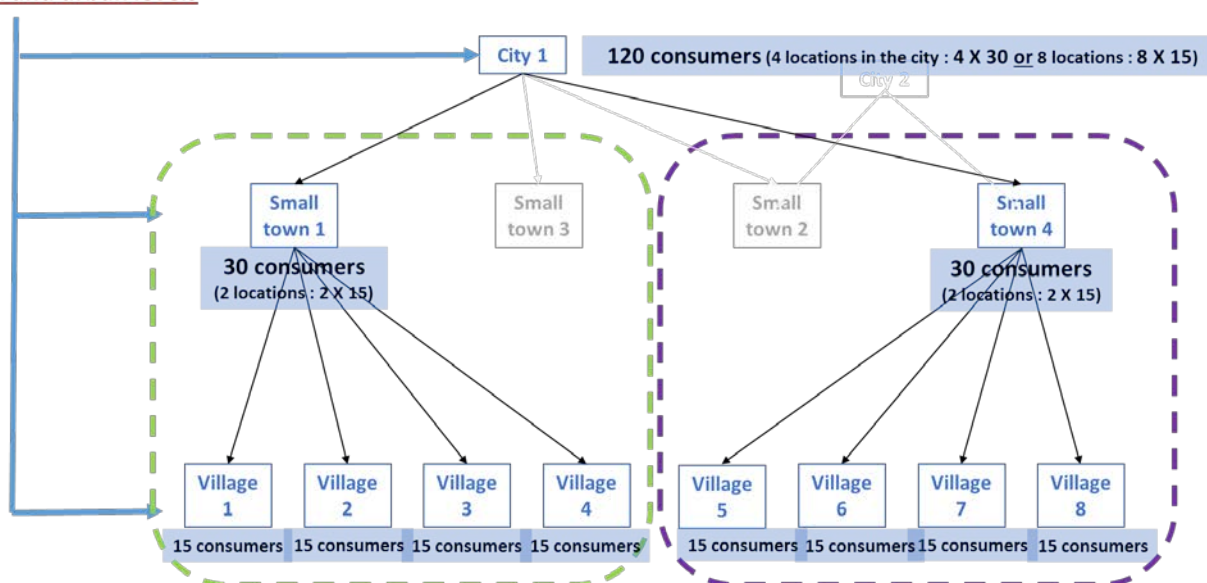 City 1
120 consumers (4 locations in the city : 4 X 30 or 8 locations : 8 X 15)
City 2
Small
town 1
Small
town 3
Small
town 2
Small
town 4
30 consumers
(2 locations : 2 X 15)
30 consumers
(2 locations : 2 X 15)
Village
1
Village
2
Village
3
Village
4
Village
5
Village
6
Village
7
Village
8
15 consumers
15 consumers
15 consumers
15 consumers
15 consumers
15 consumers
15 consumers
15 consumers